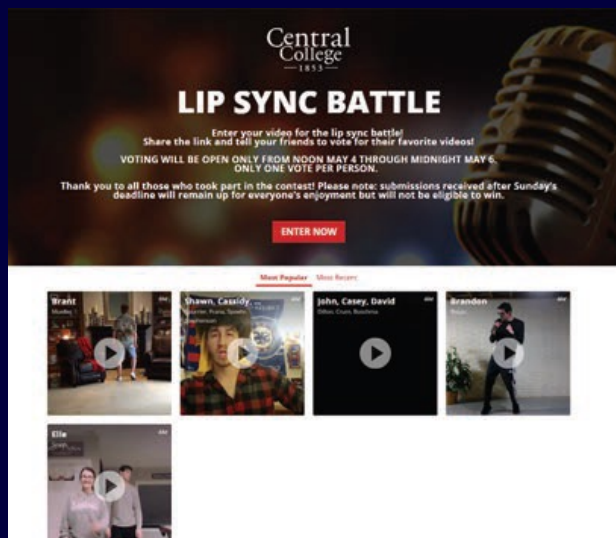 Central
College
1853
LIP SYNC BATTLE
Enter your video for the lip sync battle!
Share the link and tell your friends to vote for their favorite videos!
VOTING WILL BE OPEN ONLY FROM NOON MAY 4 THROUGH MIDNIGHT MAY 6.
ONLY ONE VOTE PER PERSON.
Thank you to all those who took part in the contest! Please note: submissions received after Sunday's
deadline will remain up for everyone's enjoyment but will not be eligible to win.
ENTER NOW
Most Popular Most Recent
Brant
Shawn, Cassidy,
John, Casey, David
Brandon
Elle